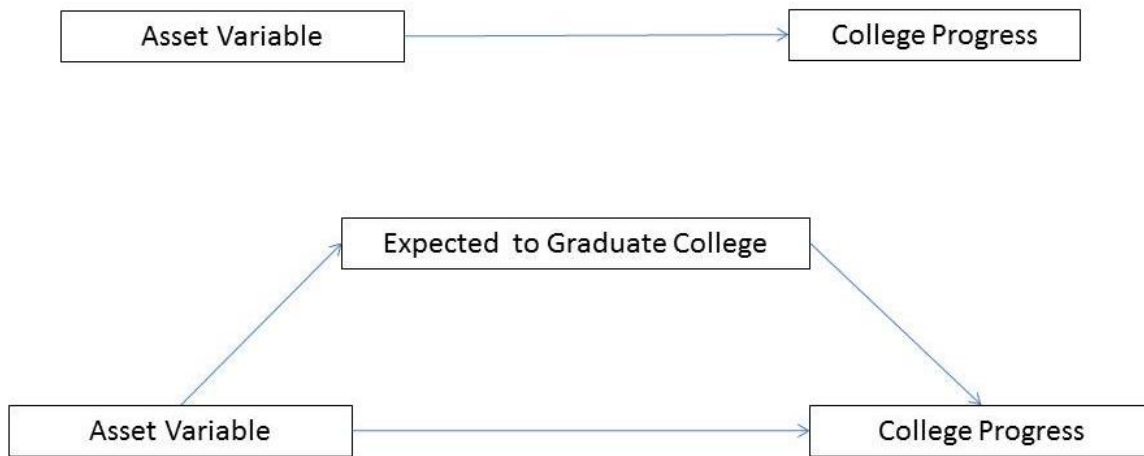 Asset Variable
College Progress
Expected to Graduate College
Asset Variable
College Progress